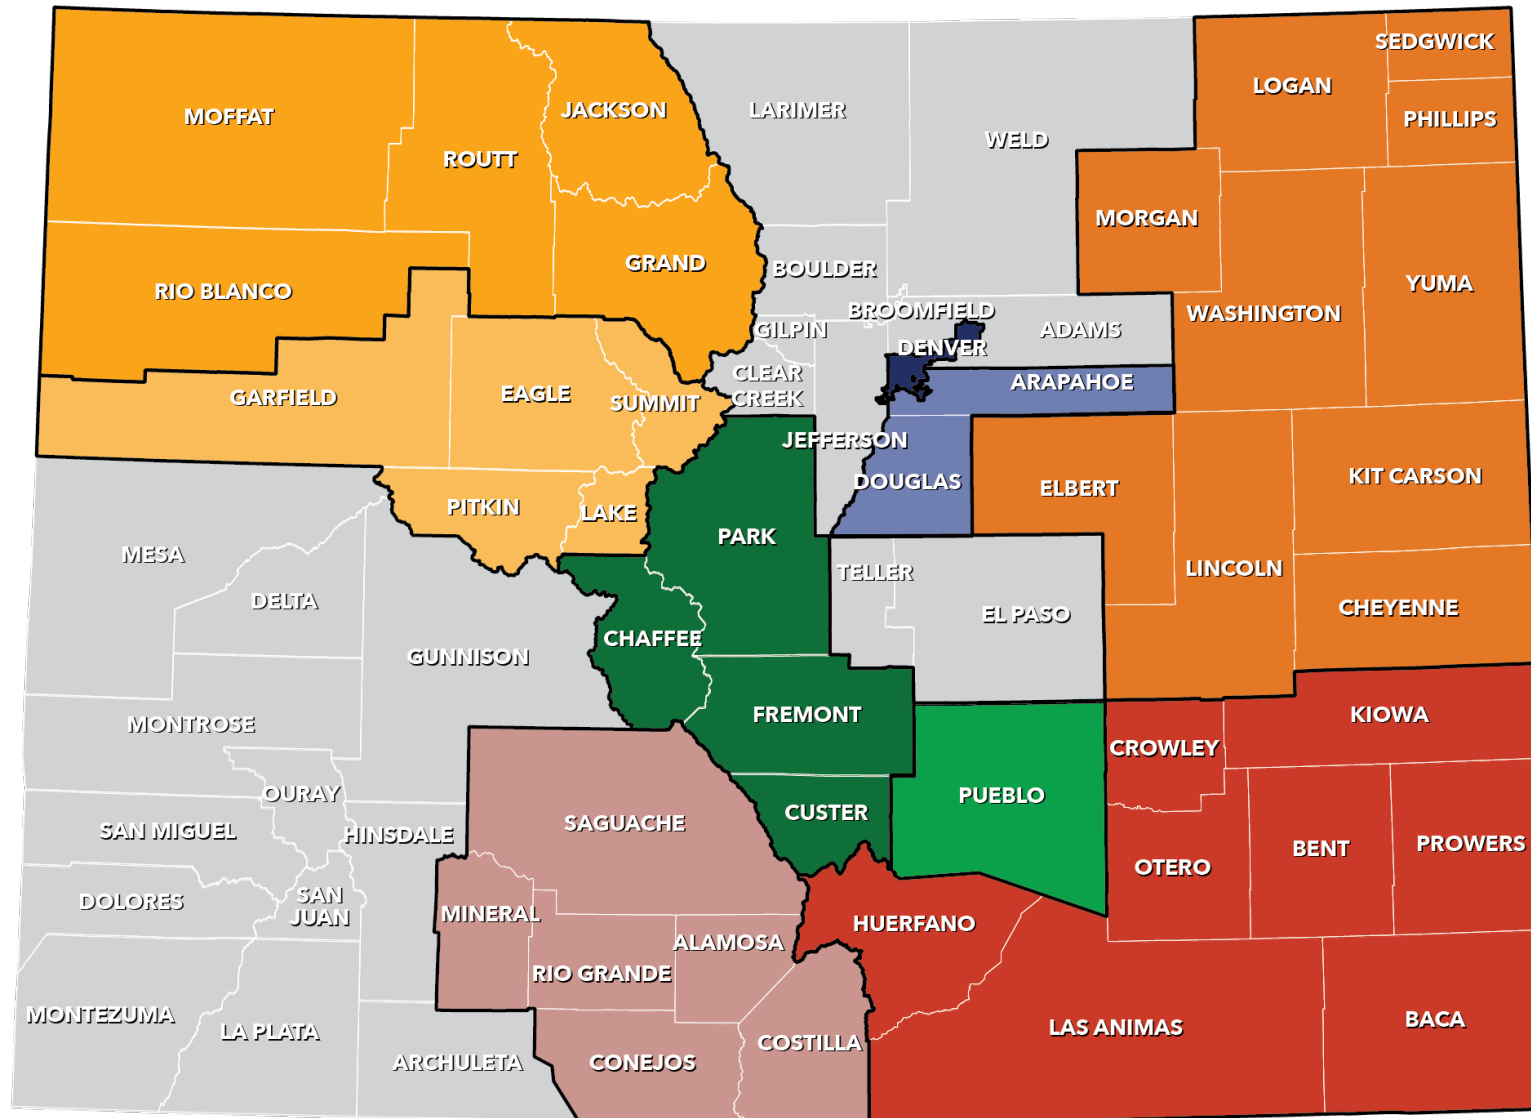 SEDGWICK
LOGAN
MOFFAT
JACKSON
LARIMER
PHILLIPS
WELD
ROUTT
MORGAN
GRAND
BOULDER
YUMA
RIO BLANCO
BROOMFIELD
WASHINGTON
GILPIN
ADAMS
DENVER
CLEAR
CREEK
ARAPAHOE
GARFIELD
EAGLE
SUMMIT
JEFFERSON
KIT CARSON
DOUGLAS
ELBERT
PITKIN
LAKE
PARK
MESA
TELLER
LINCOLN
DELTA
EL PASO
CHEYENNE
CHAFFEE
GUNNISON
FREMONT
KIOWA
MONTROSE
CROWLEY
OURAY
PUEBLO
CUSTER
SAN MIGUEL
HINSDALE
SAGUACHE
PROWERS
BENT
OTERO
DOLORES
SAN
JUAN
MINERAL
HUERFANO
ALAMOSA
RIO GRANDE
MONTEZUMA
LA PLATA
BACA
LAS ANIMAS
COSTILLA
ARCHULETA
CONEJOS